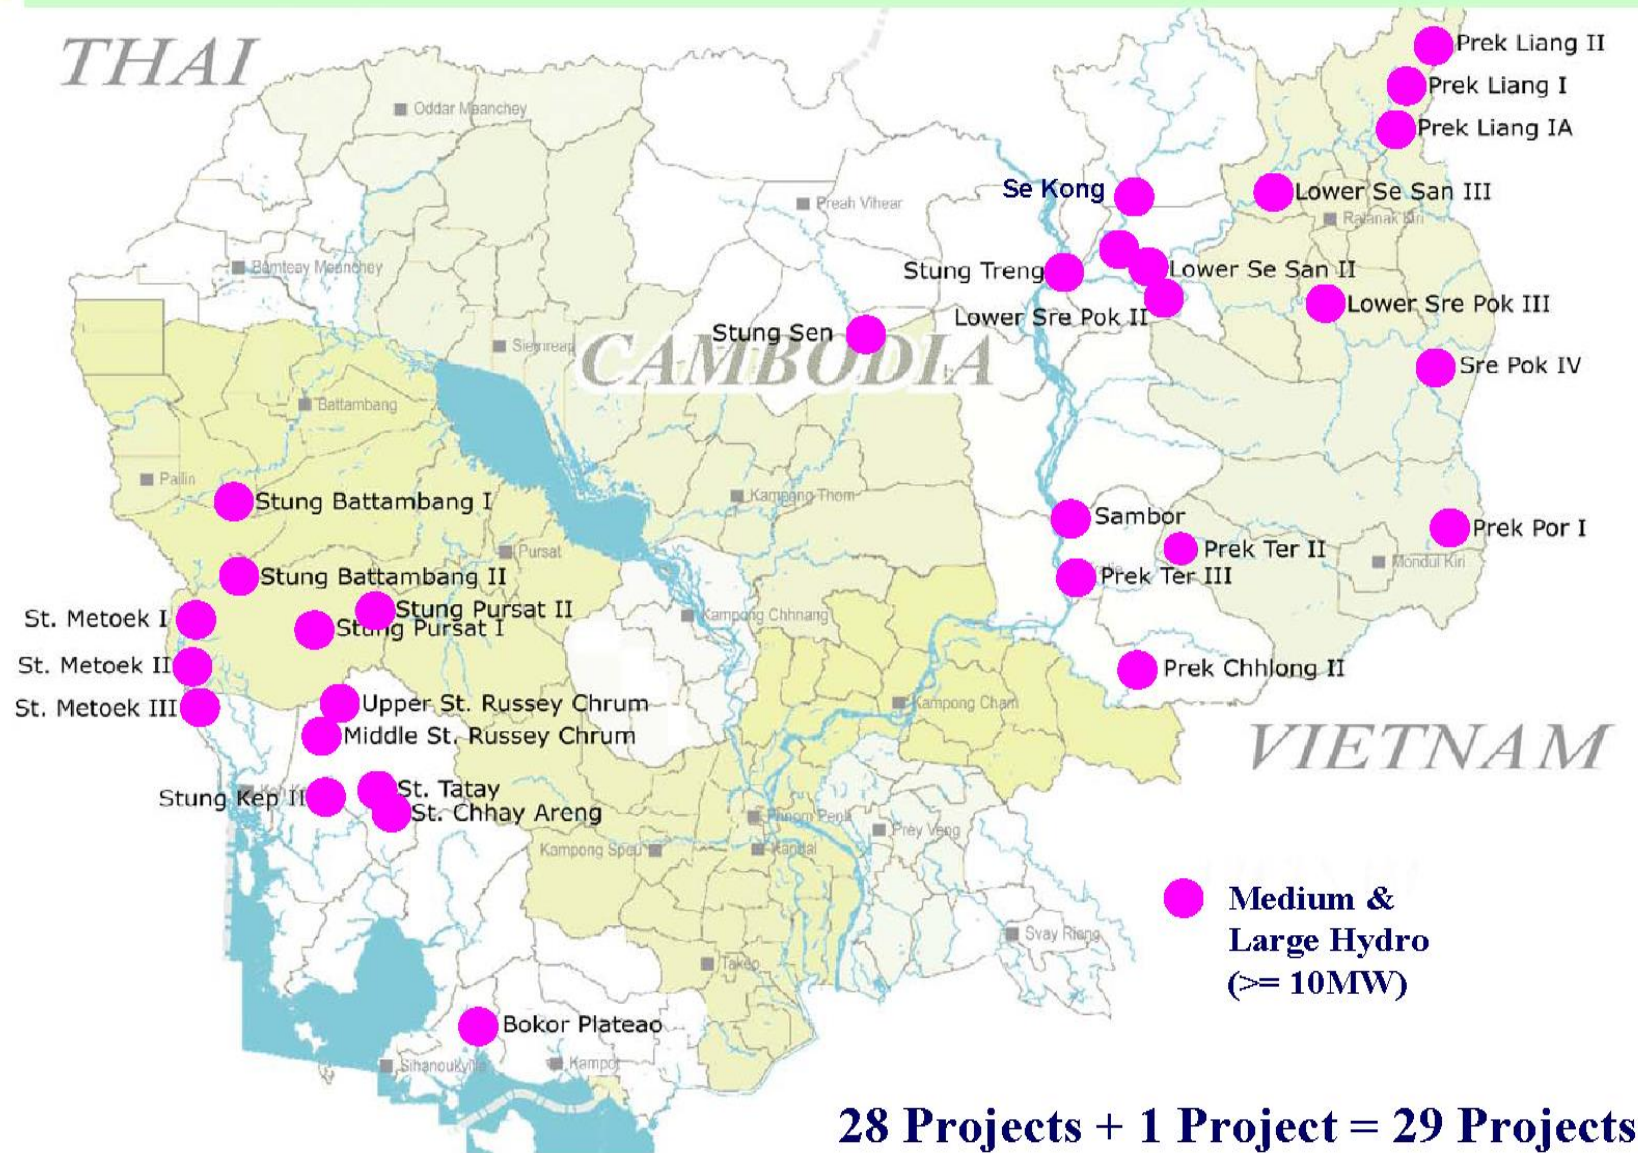 THAI
Prek Liang II
Prek Liang I
Oddar Meanchey
Prek Liang IA
Se Kong
Lower Se San III
Preah Vihear
Ratanak Kiri
Banteay Meanchey
Stung Treng
Lower Se San II
Lower Sre Pok III
Lower Sre Pok II
Stung Sen
Siemreap
CAMBODIA
Sre Pok IV
Battambang
Pailin
Stung Battambang I
Kampong Thom
Sambor
Prek Por I
Pursat
Prek Ter II
Mondul Kiri
Stung Battambang II
Prek Ter III
Stung Pursat II
St. Metoek I
Stung Pursat I
Kampong Chhnang
St. Metoek II
Prek Chhlong II
Upper St. Russey Chrum
Kampong Cham
St. Metoek III
Middle St. Russey Chrum
VIETNAM
St. Tatay
Stung Kep II
St. Chhay Areng
Phnom Penh
Prey Veng
Kampong Speu
Kandal
Medium &
Large Hydro
(>= 10MW)
Svay Rieng
Takeo
Bokor Plateao
Sihanoukville
Kampot
28 Projects + 1 Project = 29 Projects